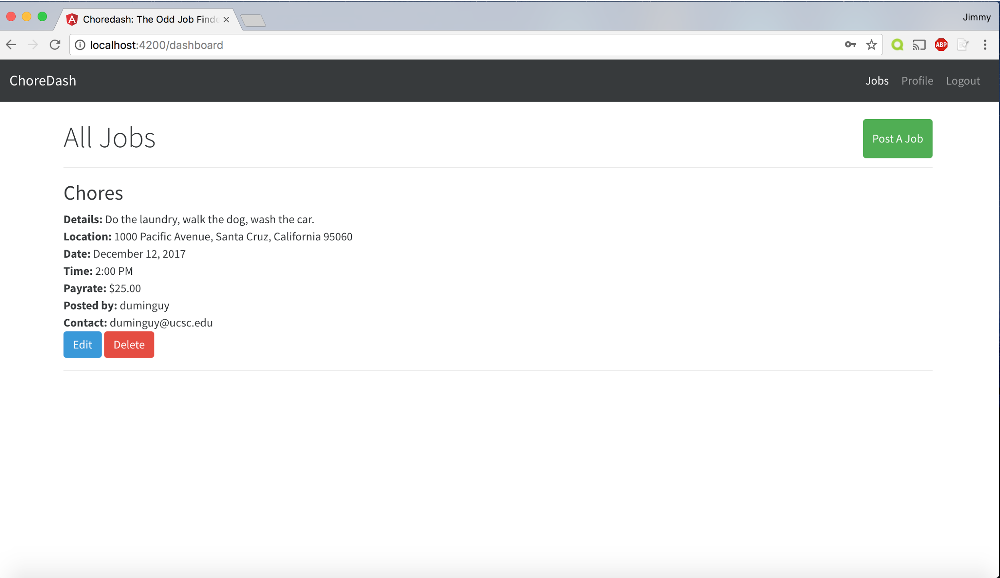 Choredash: The Odd Job Finde
Jimmy
localhost:4200/dashboard
ABP
ChoreDash
Jobs Profile Logout
All Jobs
Post A Job
Chores
Details: Do the laundry, walk the dog, wash the car.
Location: 1000 Pacific Avenue, Santa Cruz, California 95060
Date: December 12, 2017
Time: 2:00 PM
Payrate: $25.00
Posted by: duminguy
Contact: duminguy@ucsc.edu
Edit Delete